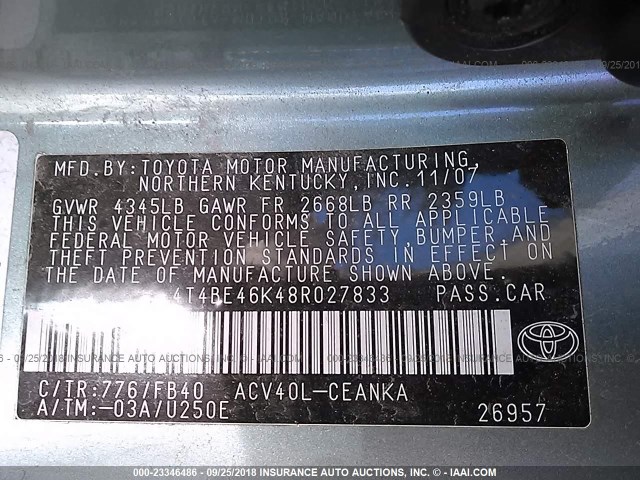 MFD.BY: TOYOTA MOTOR MANUFACTURING,
NORTHERN KENTUCKY, INC. 11/07
GVWR 4345LB GAWR FR 2668LB RR 2359LB
THIS VEHICLE CONFORMS TO ALL APPLICABLE
FEDERAL MOTOR VEHICLE SAFETY, BUMPER, AND
THEFT PREVENTION STANDARDS IN EFFECT ON
THE DATE OF MANUFACTURE SHOWN ABOVE.
4T4BE46K48R027833 PASS.CAR
C/TR:776/FB40 ACV40L-CEANKA
A/TM:-03A/U250E 26957
TOYOTA
000-23346486 - 09/25/2018 INSURANCE AUTO AUCTIONS, INC. - © IAAI.COM